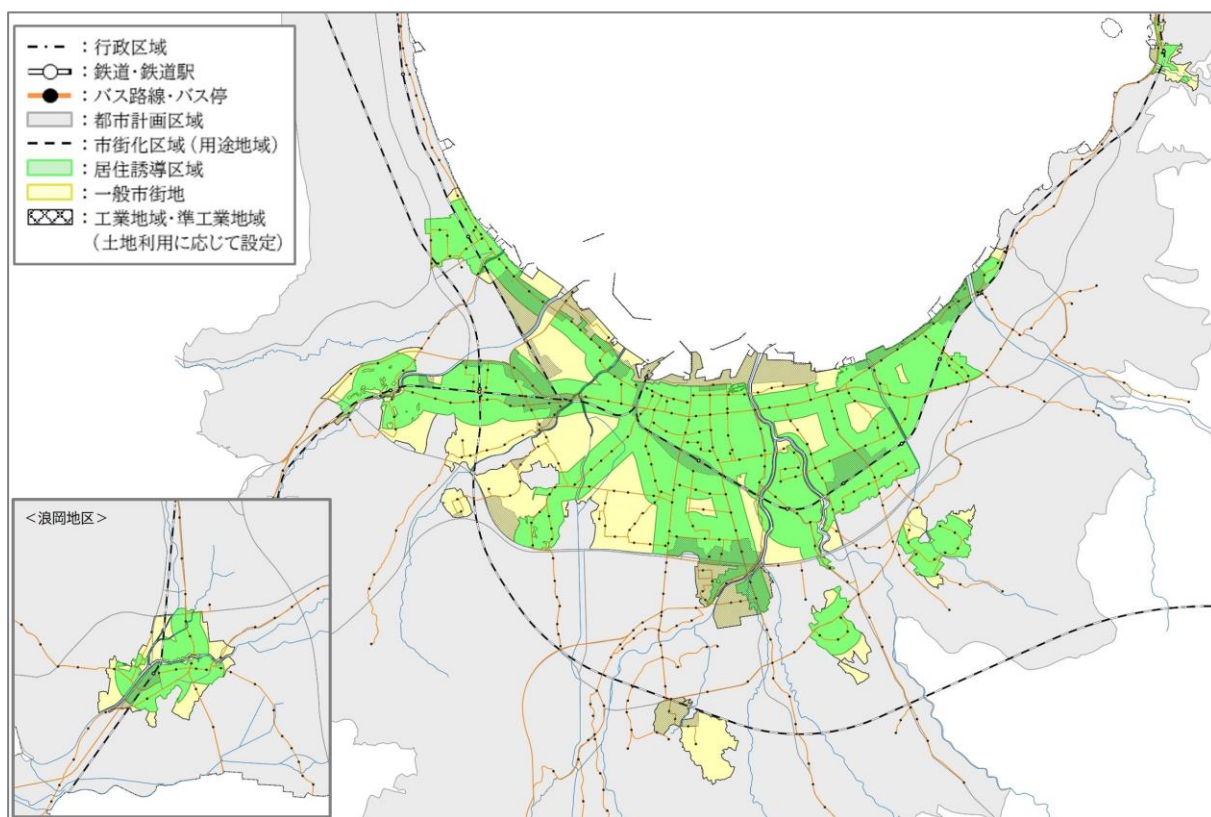 ：行政区域
：鉄道・鉄道駅
：バス路線・バス停
：都市計画区域
：市街化区域（用途地域）
：居住誘導区域
：一般市街地
：工業地域・準工業地域
（土地利用に応じて設定）
＜浪岡地区＞